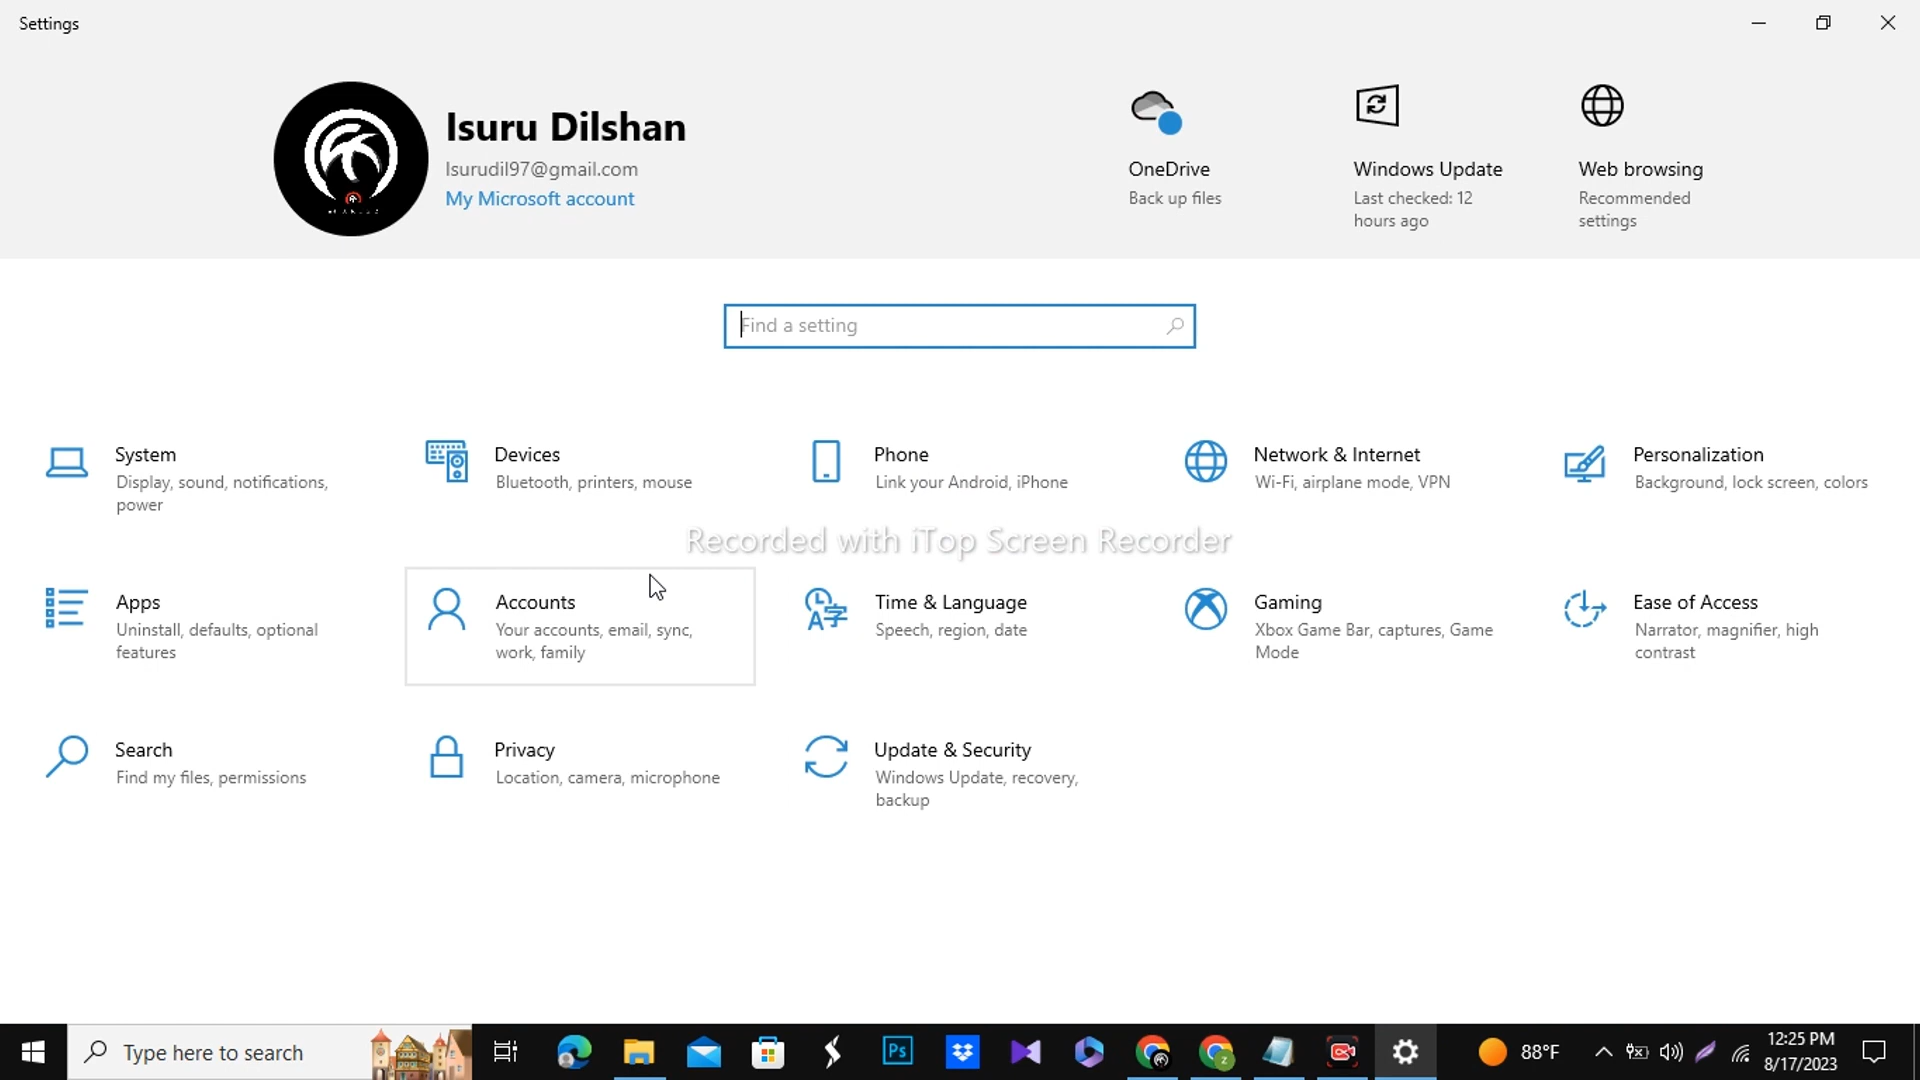 Settings
Isuru Dilshan
Isurudil97@gmail.com
My Microsoft account
OneDrive
Back up files
Windows Update
Last checked: 12
hours ago
Web browsing
Recommended
settings
Find a setting
System
Display, sound, notifications,
power
Devices
Bluetooth, printers, mouse
Phone
Link your Android, iPhone
Network & Internet
Wi-Fi, airplane mode, VPN
Personalization
Background, lock screen, colors
Recorded with iTop Screen Recorder
Apps
Uninstall, defaults, optional
features
Accounts
Your accounts, email, sync,
work, family
Time & Language
Speech, region, date
Gaming
Xbox Game Bar, captures, Game
Mode
Ease of Access
Narrator, magnifier, high
contrast
Search
Find my files, permissions
Privacy
Location, camera, microphone
Update & Security
Windows Update, recovery,
backup
Type here to search
Ps
z
88°F
12:25 PM
8/17/2023